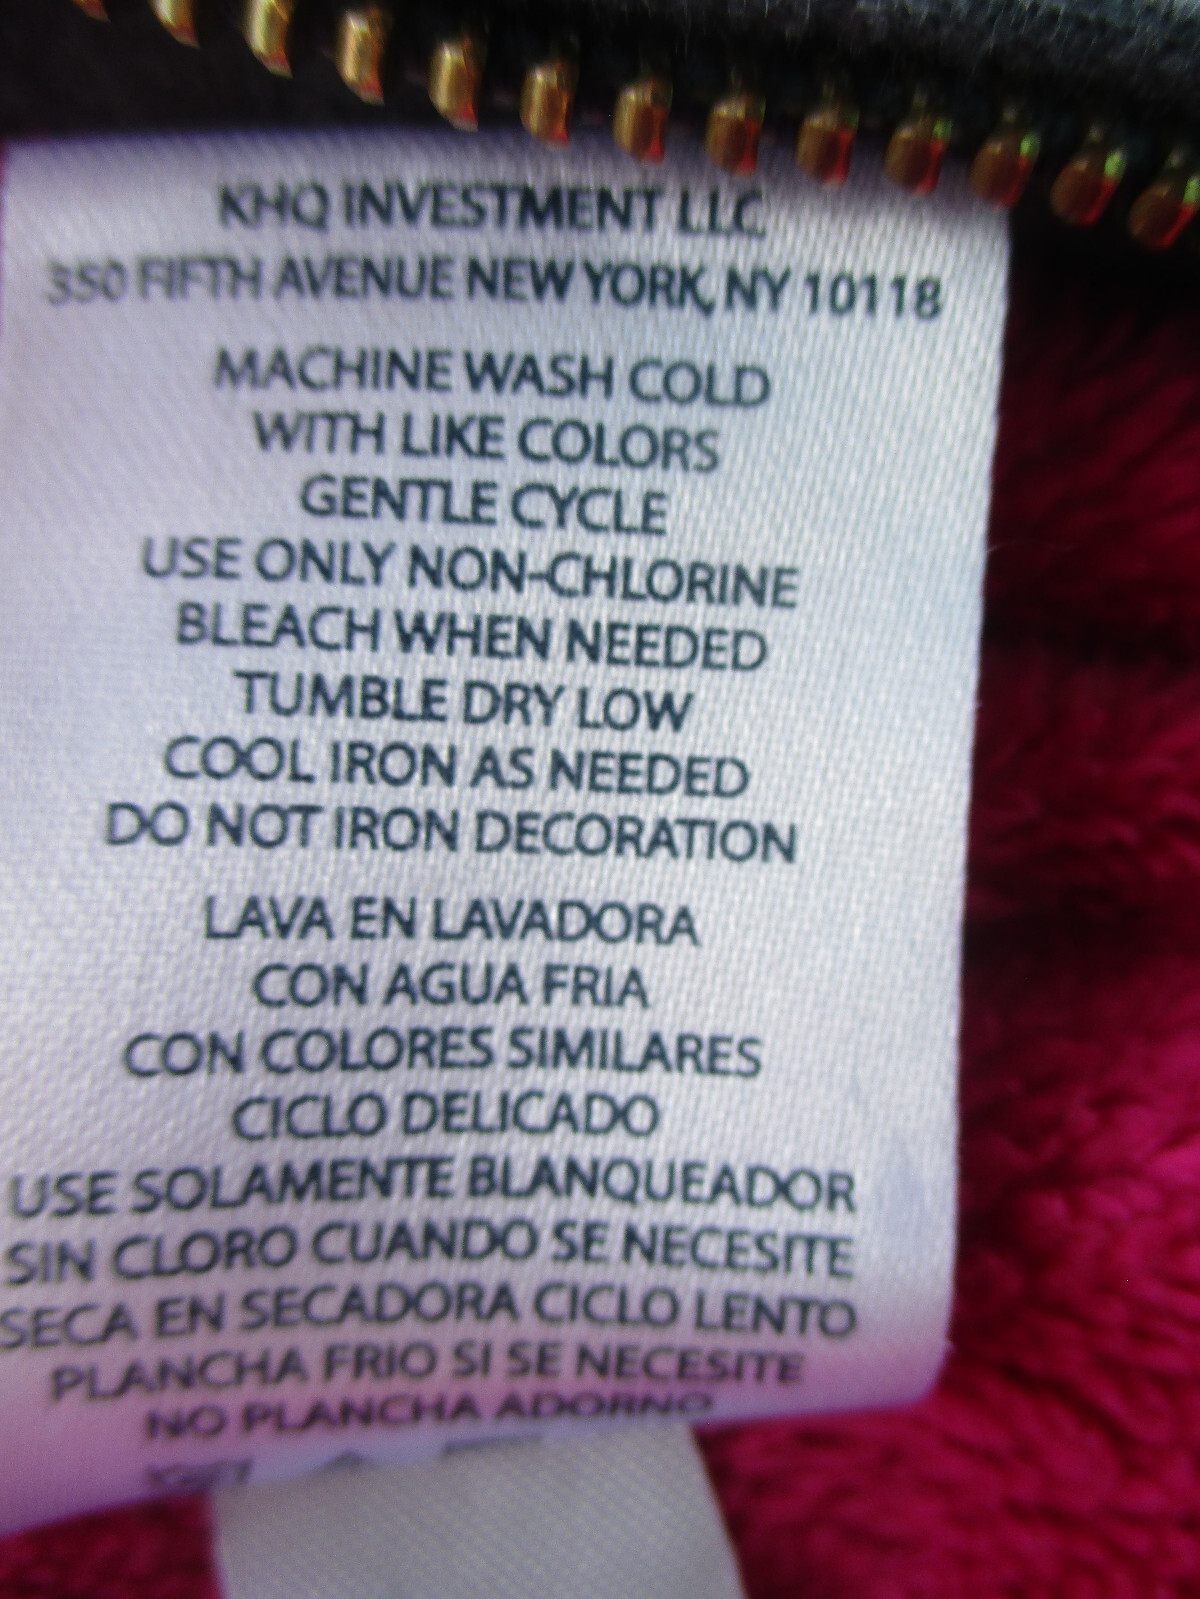 KHQ INVESTMENT LLC
350 FIFTH AVENUE NEW YORK, NY 10118
MACHINE WASH COLD
WITH LIKE COLORS
GENTLE CYCLE
USE ONLY NON-CHLORINE
BLEACH WHEN NEEDED
TUMBLE DRY LOW
COOL IRON AS NEEDED
DO NOT IRON DECORATION
LAVA EN LAVADORA
CON AGUA FRIA
CON COLORES SIMILARES
CICLO DELICADO
USE SOLAMENTE BLANQUEADOR
SIN CLORO CUANDO SE NECESITE
SECA EN SECADORA CICLO LENTO
PLANCHA FRIO SI SE NECESITE
NO PLANCHA ADORNO